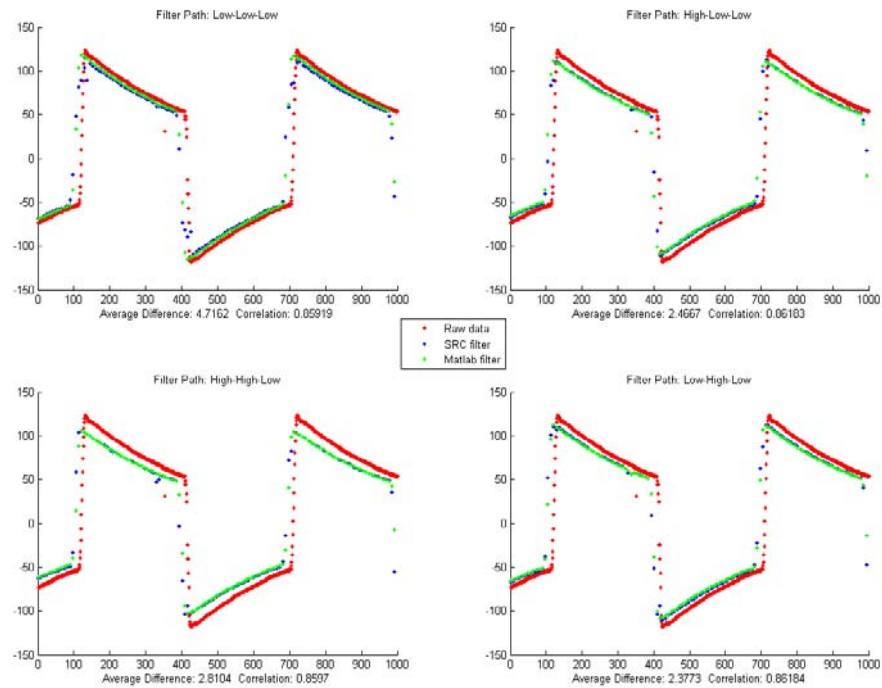 Filter Path: Low-Low-Low
150
100
50
0
-50
-100
-150
0 100 200 300 400 500 600 700 800 900 1000
Average Difference: 4.7162 Correlation: 0.85919
Filter Path: High-Low-Low
150
100
50
0
-50
-100
-150
0 100 200 300 400 500 600 700 800 900 1000
Average Difference: 2.4667 Correlation: 0.86183
Raw data
SRC filter
Matlab filter
Filter Path: High-High-Low
150
100
50
0
-50
-100
-150
0 100 200 300 400 500 600 700 800 900 1000
Average Difference: 2.8104 Correlation: 0.8597
Filter Path: Low-High-Low
150
100
50
0
-50
-100
-150
0 100 200 300 400 500 600 700 800 900 1000
Average Difference: 2.3773 Correlation: 0.86184